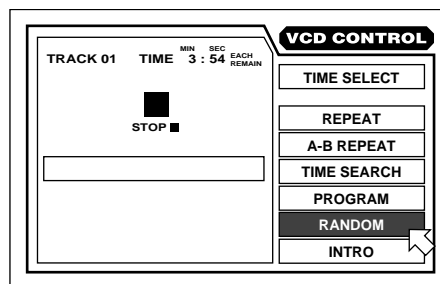 VCD CONTROL
MIN SEC
TRACK 01 TIME 3 : 54 EACH REMAIN
STOP
TIME SELECT
REPEAT
A-B REPEAT
TIME SEARCH
PROGRAM
RANDOM
INTRO